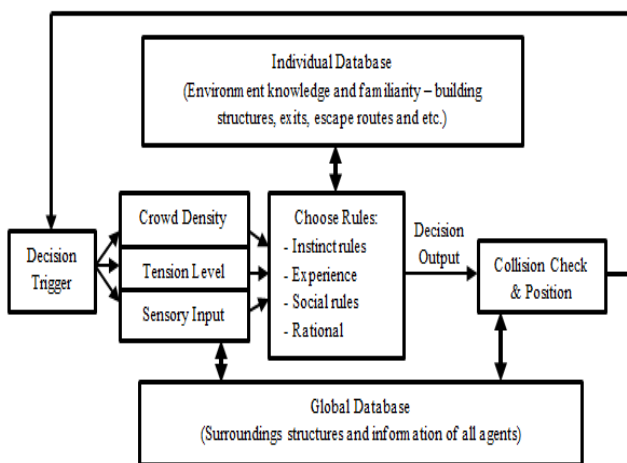 Individual Database
(Environment knowledge and familiarity – building
structures, exits, escape routes and etc.)
Decision
Trigger
Crowd Density
Tension Level
Sensory Input
Choose Rules:
- Instinct rules
- Experience
- Social rules
- Rational
Decision
Output
Collision Check
& Position
Global Database
(Surroundings structures and information of all agents)